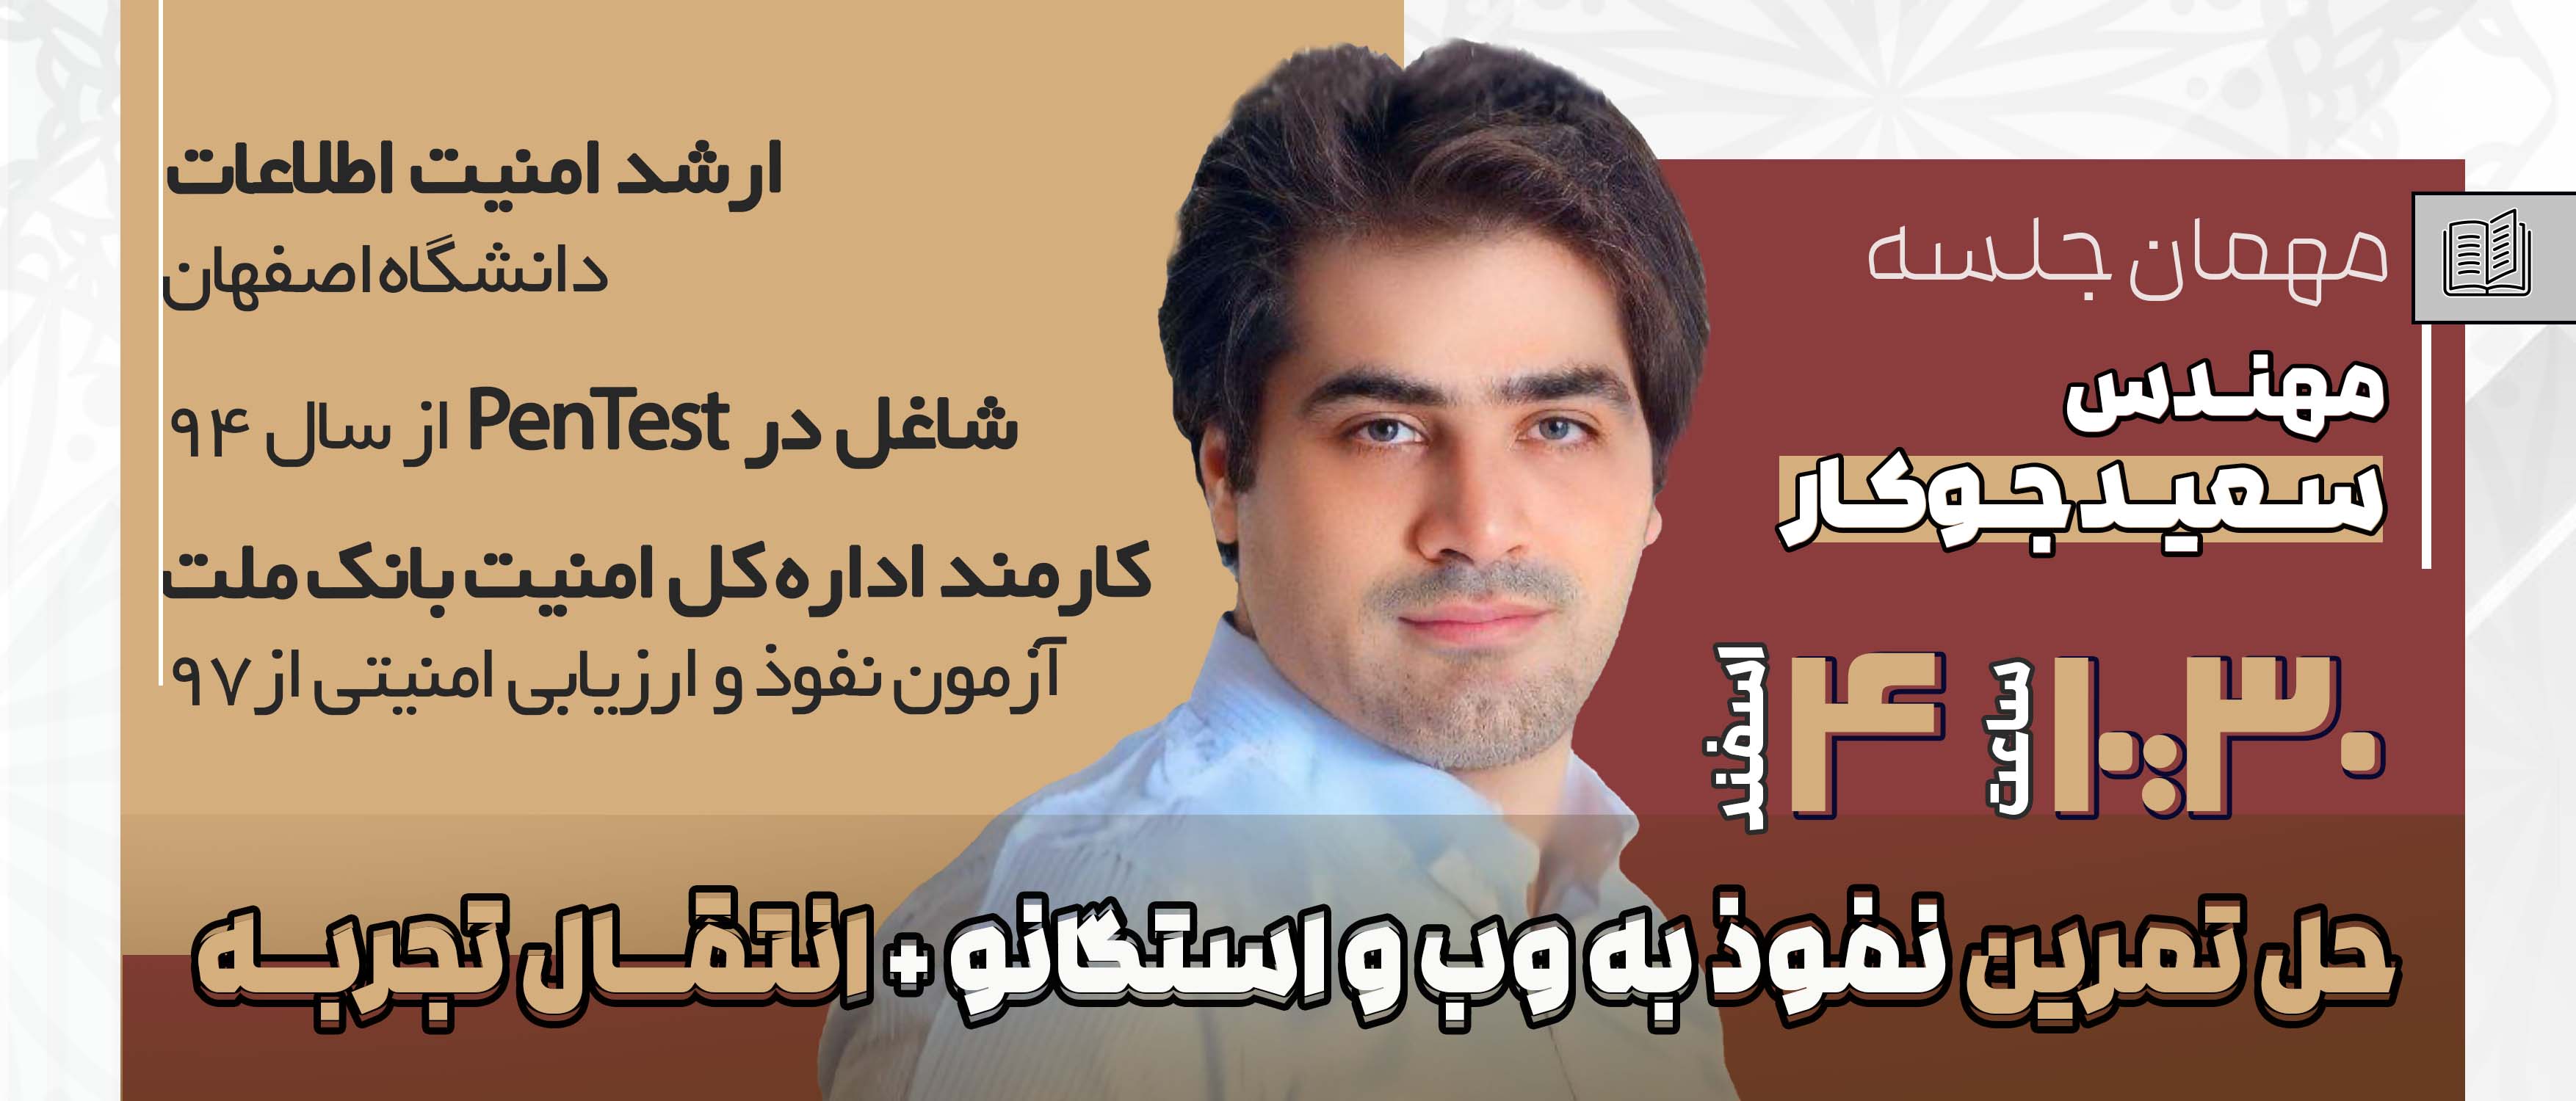 مهمان جلسه
مهندس
سعید جوکار
ساعت ۱۰:۳۰
۴ اسفند
ارشد امنیت اطلاعات
دانشگاه اصفهان
شاغل در PenTest از سال ۹۴
کارمند اداره کل امنیت بانک ملت
آزمون نفوذ و ارزیابی امنیتی از ۹۷
حل تمرین نفوذ به وب و استگانو + انتقال تجربه